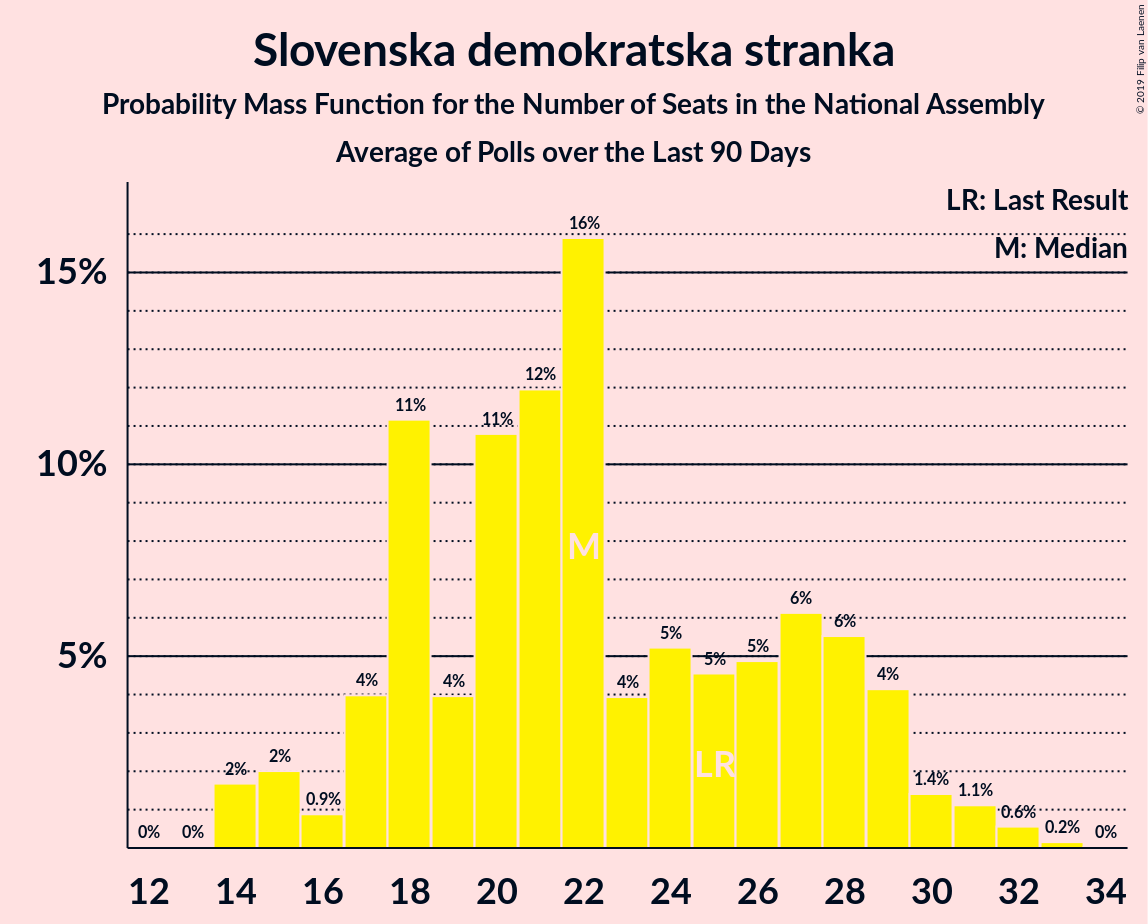 Slovenska demokratska stranka
Probability Mass Function for the Number of Seats in the National Assembly
Average of Polls over the Last 90 Days
© 2019 Filip van Laenen
LR: Last Result
M: Median
15%
10%
5%
0%
0%
2%
2%
0.9%
4%
11%
4%
11%
12%
16%
4%
5%
5%
5%
6%
6%
4%
1.4%
1.1%
0.6%
0.2%
0%
M
LR
12 14 16 18 20 22 24 26 28 30 32 34